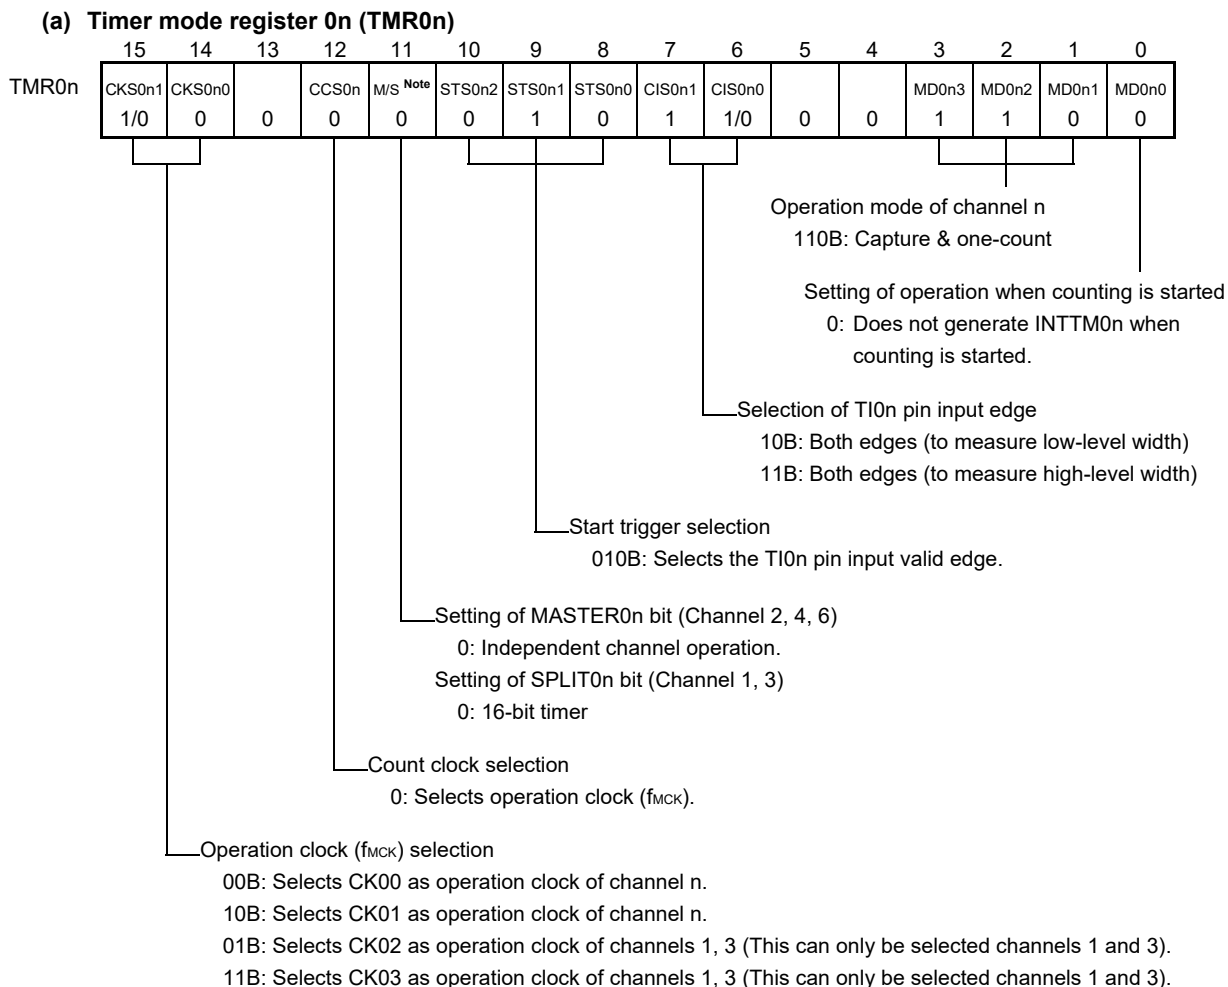 (a) Timer mode register 0n (TMR0n)
15 14 13 12 11 10 9 8 7 6 5 4 3 2 1 0
TMR0n CKS0n1 CKS0n0 CCS0n M/S Note STS0n2 STS0n1 STS0n0 CIS0n1 CIS0n0 MD0n3 MD0n2 MD0n1 MD0n0
1/0 0 0 0 0 0 1 0 1 1/0 0 0 1 1 0 0
Operation mode of channel n
110B: Capture & one-count
Setting of operation when counting is started
0: Does not generate INTTM0n when
counting is started.
Selection of TI0n pin input edge
10B: Both edges (to measure low-level width)
11B: Both edges (to measure high-level width)
Start trigger selection
010B: Selects the TI0n pin input valid edge.
Setting of MASTER0n bit (Channel 2, 4, 6)
0: Independent channel operation.
Setting of SPLIT0n bit (Channel 1, 3)
0: 16-bit timer
Count clock selection
0: Selects operation clock (fMCK).
Operation clock (fMCK) selection
00B: Selects CK00 as operation clock of channel n.
10B: Selects CK01 as operation clock of channel n.
01B: Selects CK02 as operation clock of channels 1, 3 (This can only be selected channels 1 and 3).
11B: Selects CK03 as operation clock of channels 1, 3 (This can only be selected channels 1 and 3).